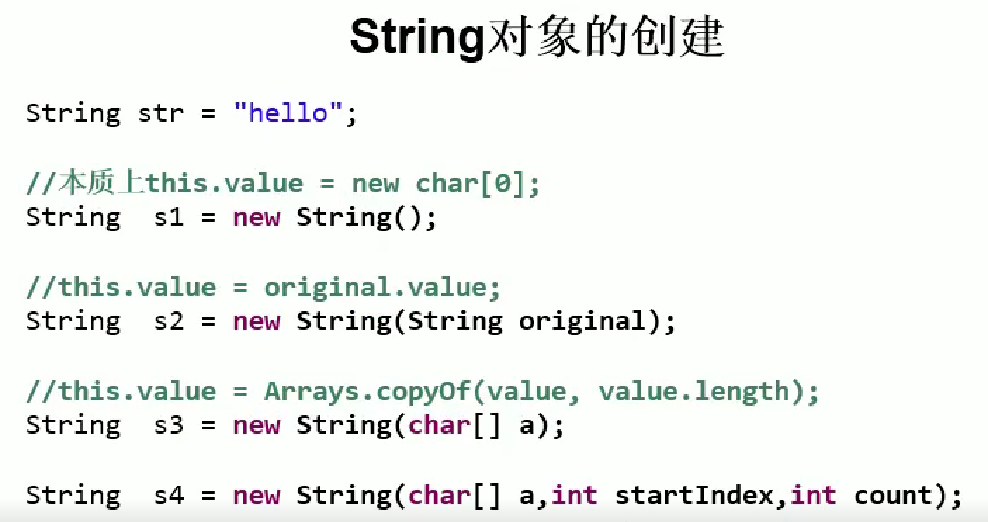 String对象的创建
String str = "hello";
//本质上this.value = new char[0];
String  s1 = new String();
//this.value = original.value;
String  s2 = new String(String original);
//this.value = Arrays.copyOf(value, value.length);
String  s3 = new String(char[] a);
String  s4 = new String(char[] a,int startIndex,int count);